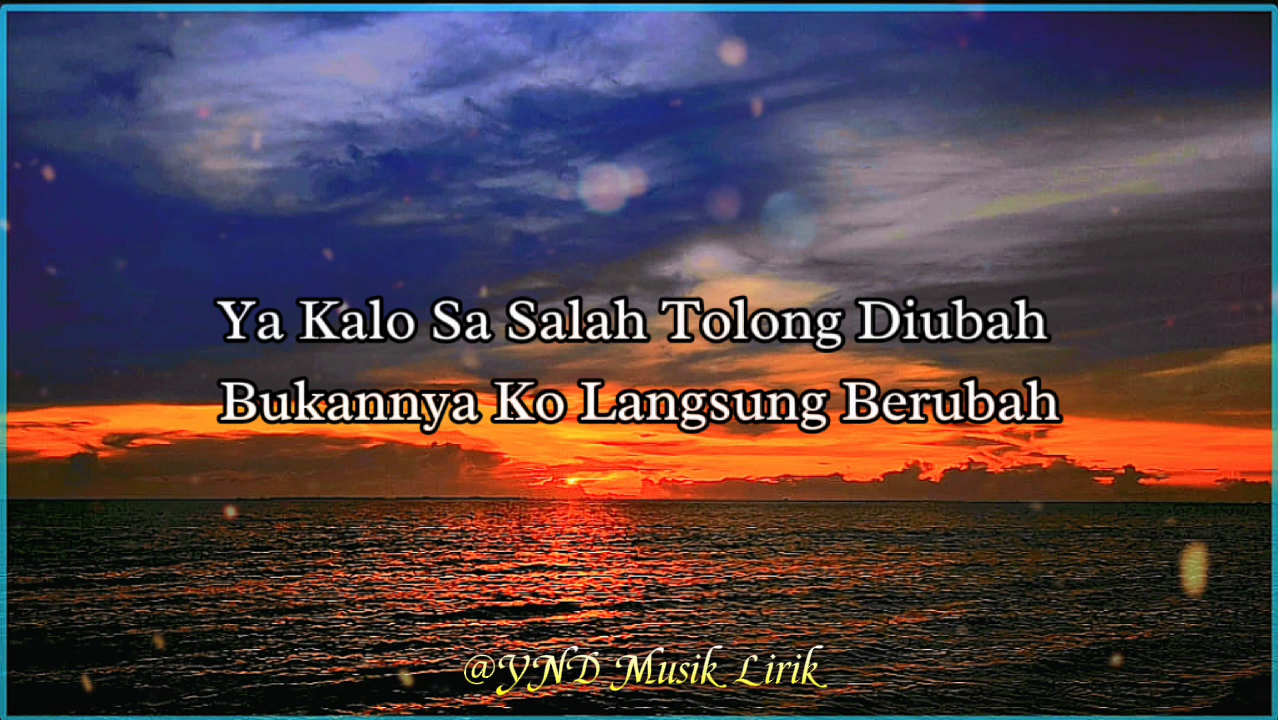 Ya Kalo Sa Salah Tolong Diubah
Bukannya Ko Langsung Berubah
@YND Musik Lirik